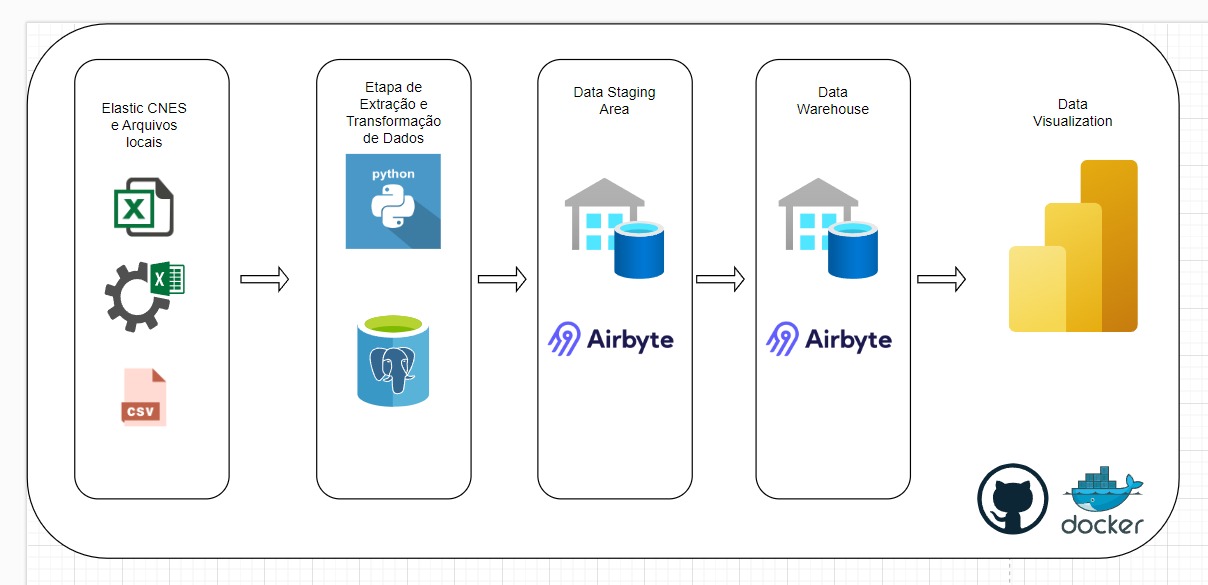 Elastic CNES
e Arquivos
locais
X
X
CSV
Etapa de
Extração e
Transformação
de Dados
python
Data Staging
Area
Airbyte
Data
Warehouse
Airbyte
Data
Visualization
docker